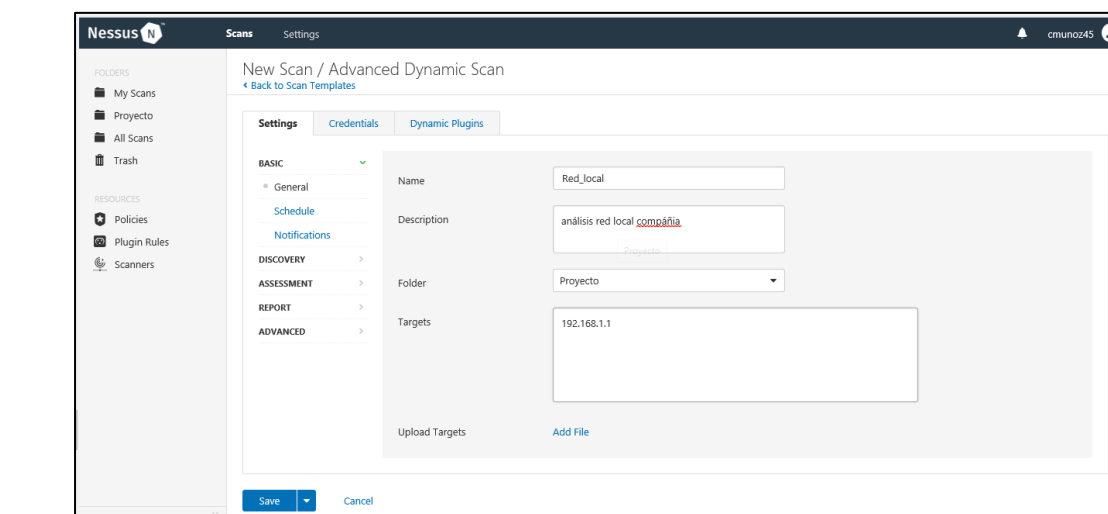 Nessus N
Scans Settings
cmunoz45
FOLDERS
My Scans
Proyecto
All Scans
Trash
RESOURCES
Policies
Plugin Rules
Scanners
New Scan / Advanced Dynamic Scan
Back to Scan Templates
Settings Credentials Dynamic Plugins
BASIC
General
Schedule
Notifications
DISCOVERY
ASSESSMENT
REPORT
ADVANCED
Name Red_local
Description análisis red local compáñia
Proyecto
Folder Proyecto
Targets 192.168.1.1
Upload Targets Add File
Save Cancel